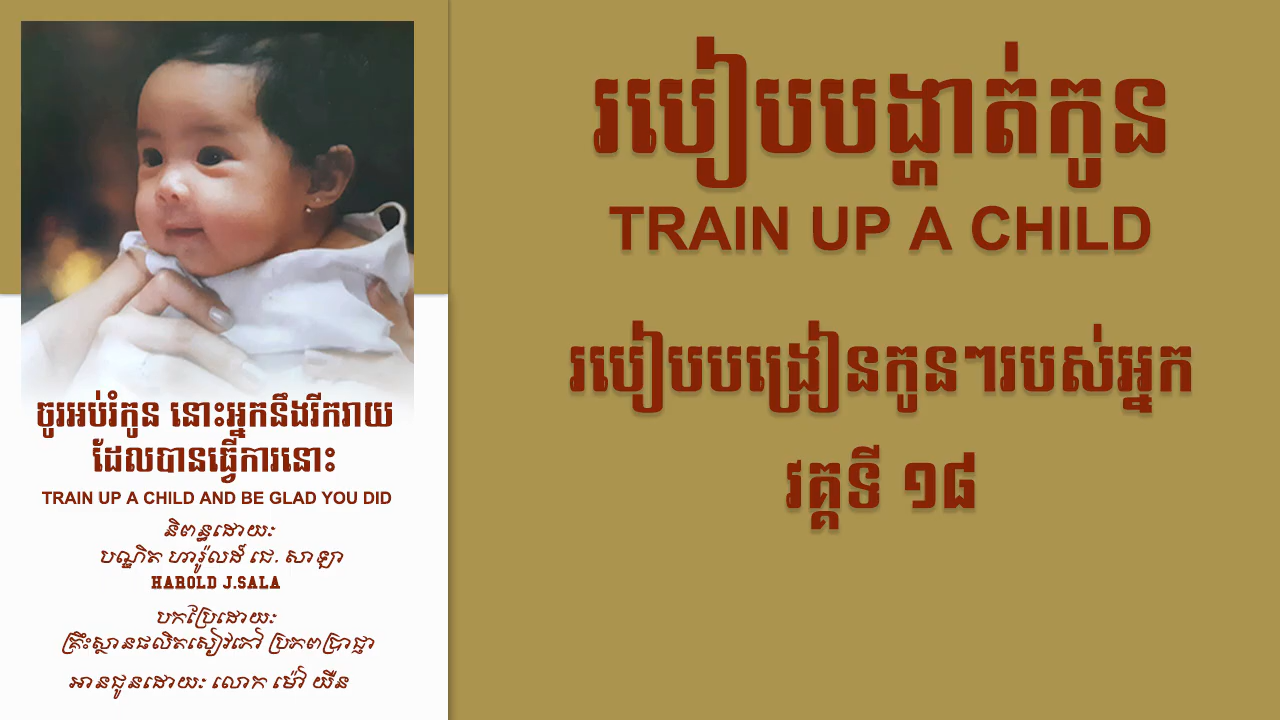 របៀបបង្ហាត់កូន
TRAIN UP A CHILD
របៀបបង្រៀនកូនៗរបស់អ្នក
វគ្គទី ១៨
ចូរអប់រំកូន នោះអ្នកនឹងរីករាយ
ដែលបានធ្វើការនោះ
TRAIN UP A CHILD AND BE GLAD YOU DID
និពន្ធដោយៈ
បណ្ឌិត ហារ៉ូលដ៍ ជេ. សាឡា
HAROLD J.SALA
បកប្រែដោយៈ
គ្រឹះស្ថានផលិតសៀវភៅ ប្រភពប្រាជ្ញា
អានជូនដោយៈ លោក ម៉ៅ យឺន